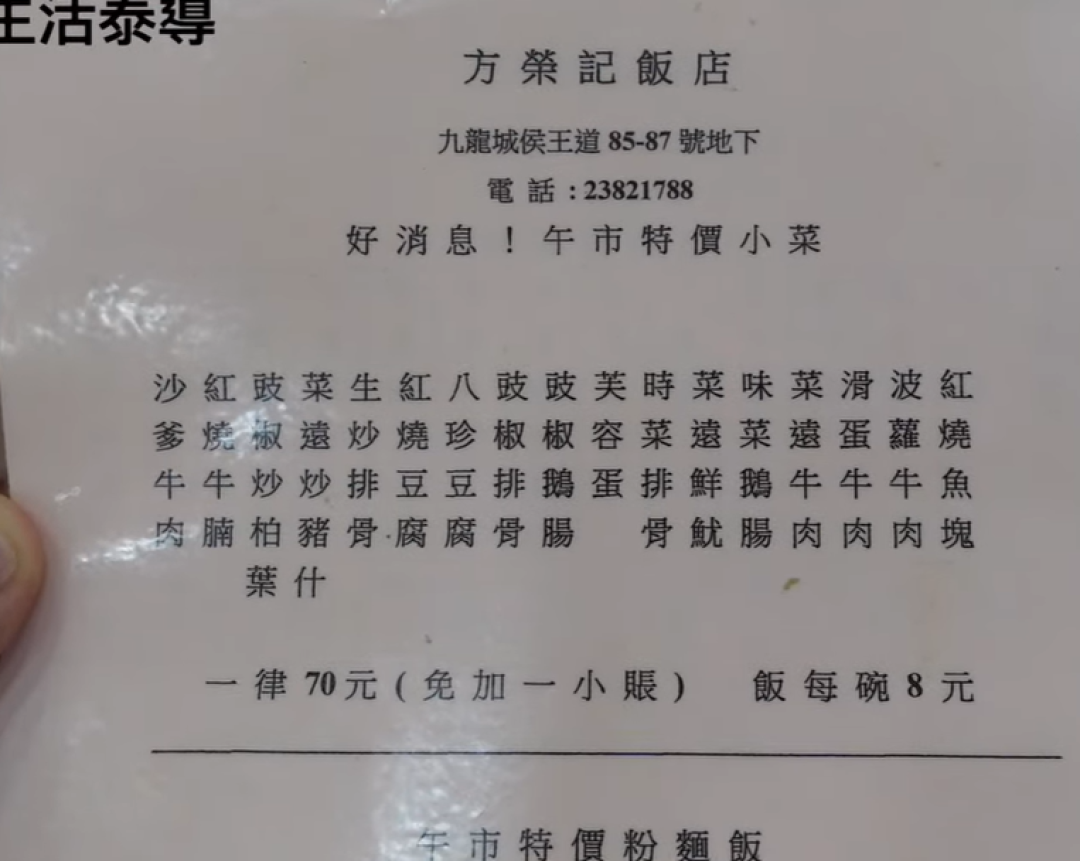 生活泰導
方榮記飯店
九龍城侯王道 85-87 號地下
電話 : 23821788
好消息！午市特價小菜
紅燒魚塊
波蘿牛肉
滑蛋牛肉
菜遠牛肉
味菜鵝腸
菜遠鮮魷
時菜排骨
芙容蛋
豉椒鵝腸
豉椒排骨
八珍豆腐
紅燒豆腐
生炒排骨
菜遠炒豬什
豉椒炒柏葉
紅燒牛腩
沙爹牛肉
一律 70 元 ( 免加一小賬 ) 飯每碗 8 元
午市特價粉麵飯